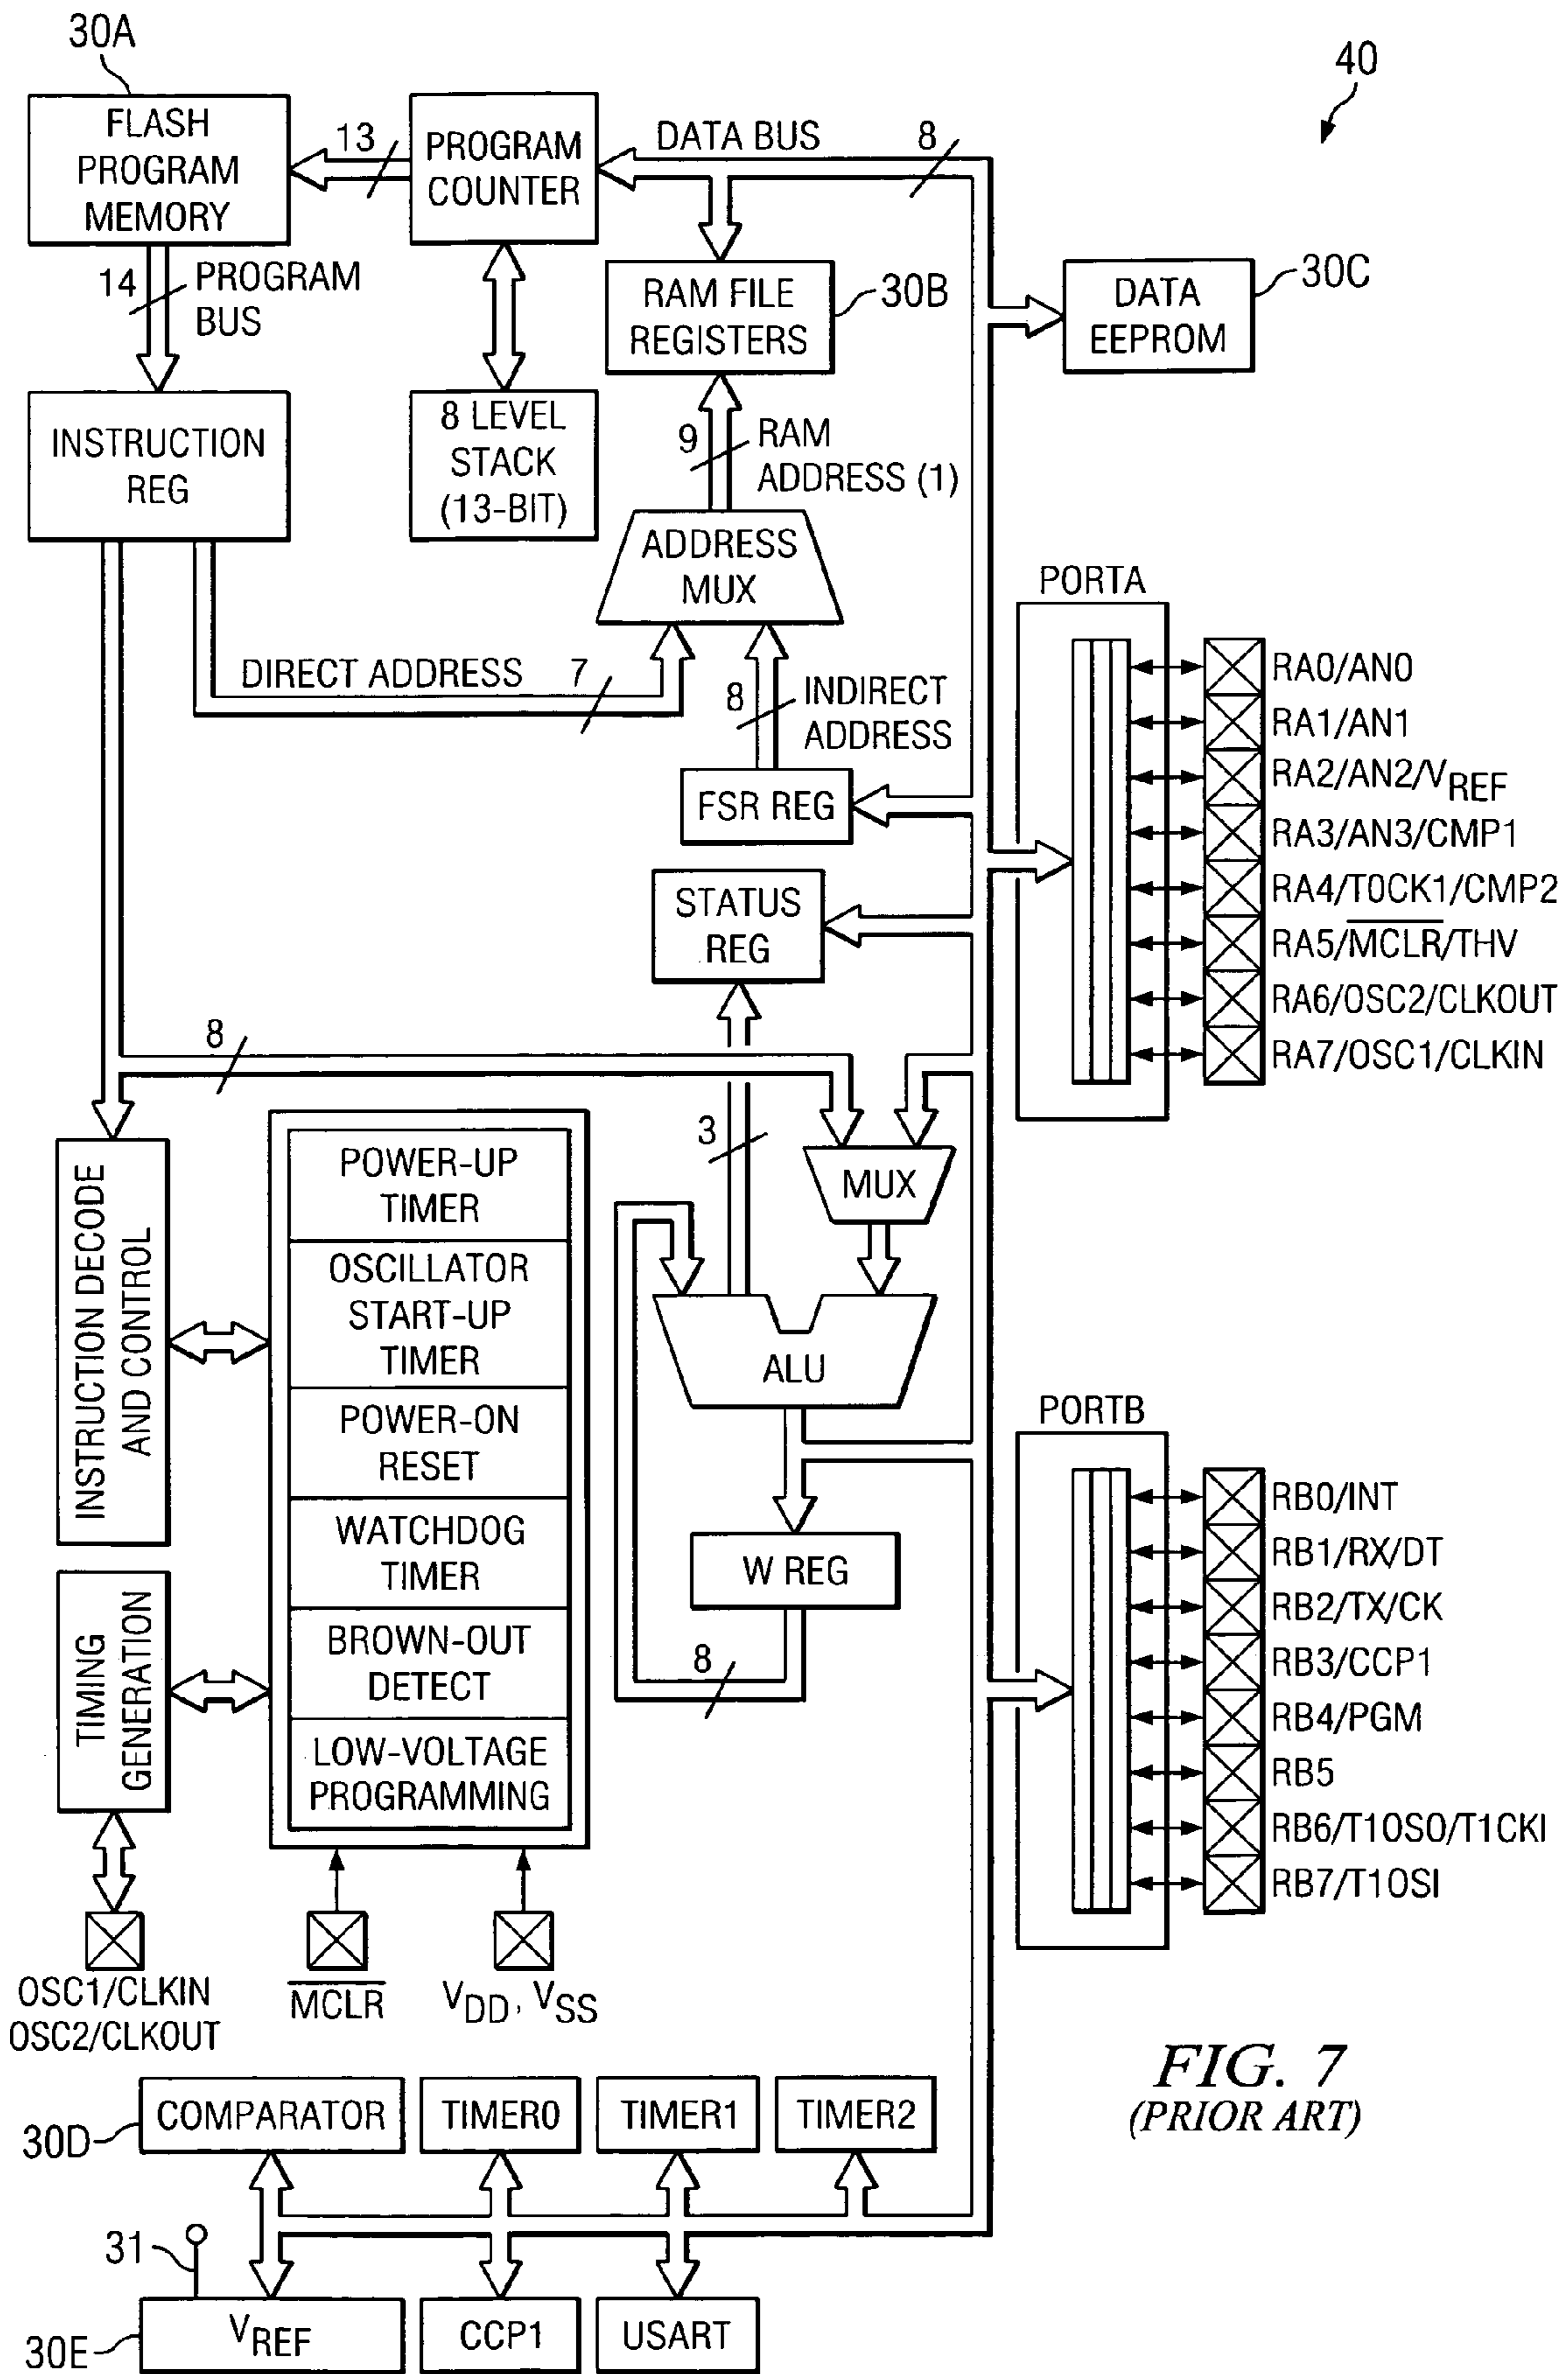 30A
40
FLASH
PROGRAM
MEMORY
13
PROGRAM
COUNTER
DATA BUS
8
14
PROGRAM
BUS
RAM FILE
REGISTERS
30B
DATA
EEPROM
30C
INSTRUCTION
REG
8 LEVEL
STACK
(13-BIT)
9
RAM
ADDRESS (1)
ADDRESS
MUX
DIRECT ADDRESS
7
8
INDIRECT
ADDRESS
FSR REG
STATUS
REG
8
3
MUX
PORTA
RA0/AN0
RA1/AN1
RA2/AN2/VREF
RA3/AN3/CMP1
RA4/T0CK1/CMP2
RA5/M̅C̅L̅R̅/THV
RA6/OSC2/CLKOUT
RA7/OSC1/CLKIN
INSTRUCTION DECODE
AND CONTROL
POWER-UP
TIMER
OSCILLATOR
START-UP
TIMER
POWER-ON
RESET
WATCHDOG
TIMER
BROWN-OUT
DETECT
LOW-VOLTAGE
PROGRAMMING
ALU
W REG
8
TIMING
GENERATION
PORTB
RB0/INT
RB1/RX/DT
RB2/TX/CK
RB3/CCP1
RB4/PGM
RB5
RB6/T1OSO/T1CKI
RB7/T1OSI
OSC1/CLKIN
OSC2/CLKOUT
M̅C̅L̅R̅
VDD, VSS
30D
COMPARATOR
TIMER0
TIMER1
TIMER2
31
30E
VREF
CCP1
USART
FIG. 7
(PRIOR ART)